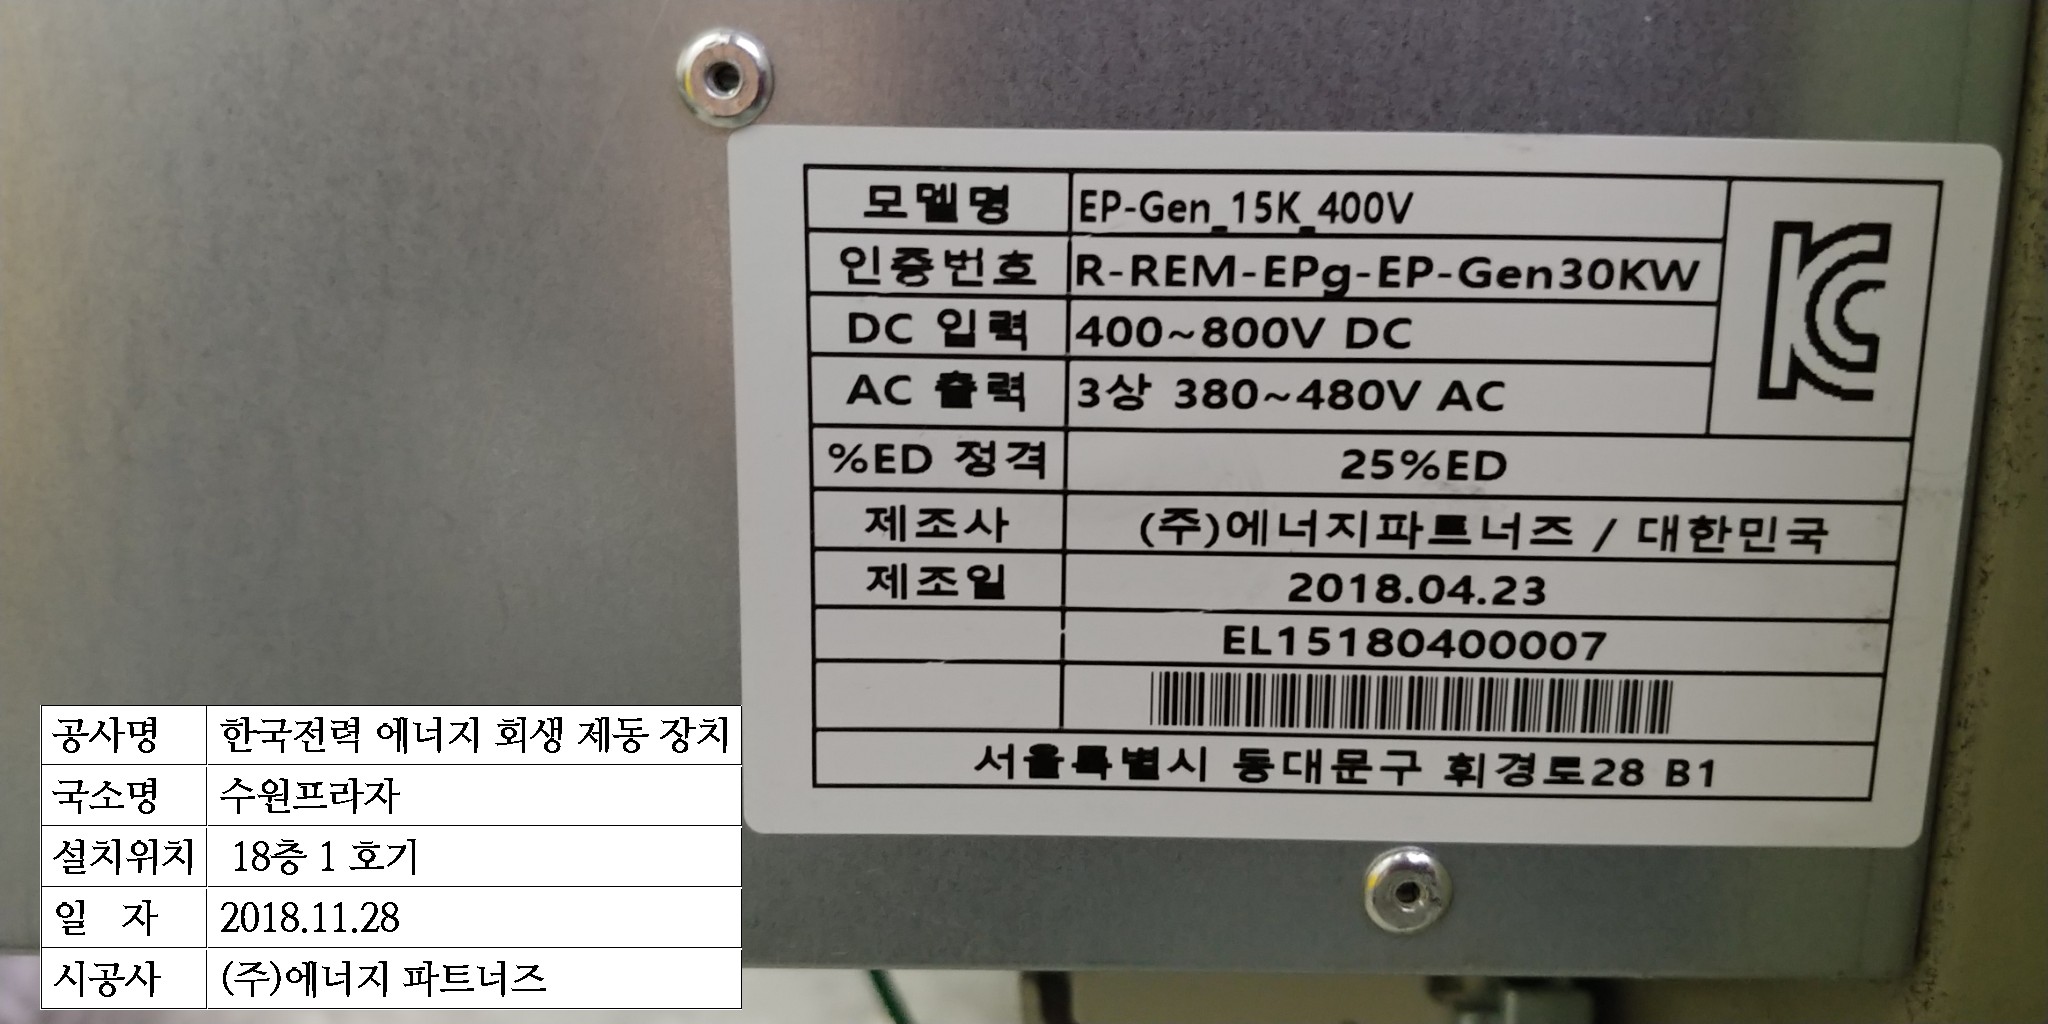 모델명 EP-Gen_15K_400V
인증번호 R-REM-EPg-EP-Gen30KW
DC 입력 400~800V DC
AC 출력 3상 380~480V AC
%ED 정격 25%ED
제조사 (주)에너지파트너즈 / 대한민국
제조일 2018.04.23
EL15180400007
서울특별시 동대문구 휘경로28 B1
KC
공사명 한국전력 에너지 회생 제동 장치
국소명 수원프라자
설치위치 18층 1 호기
일 자 2018.11.28
시공사 (주)에너지 파트너즈